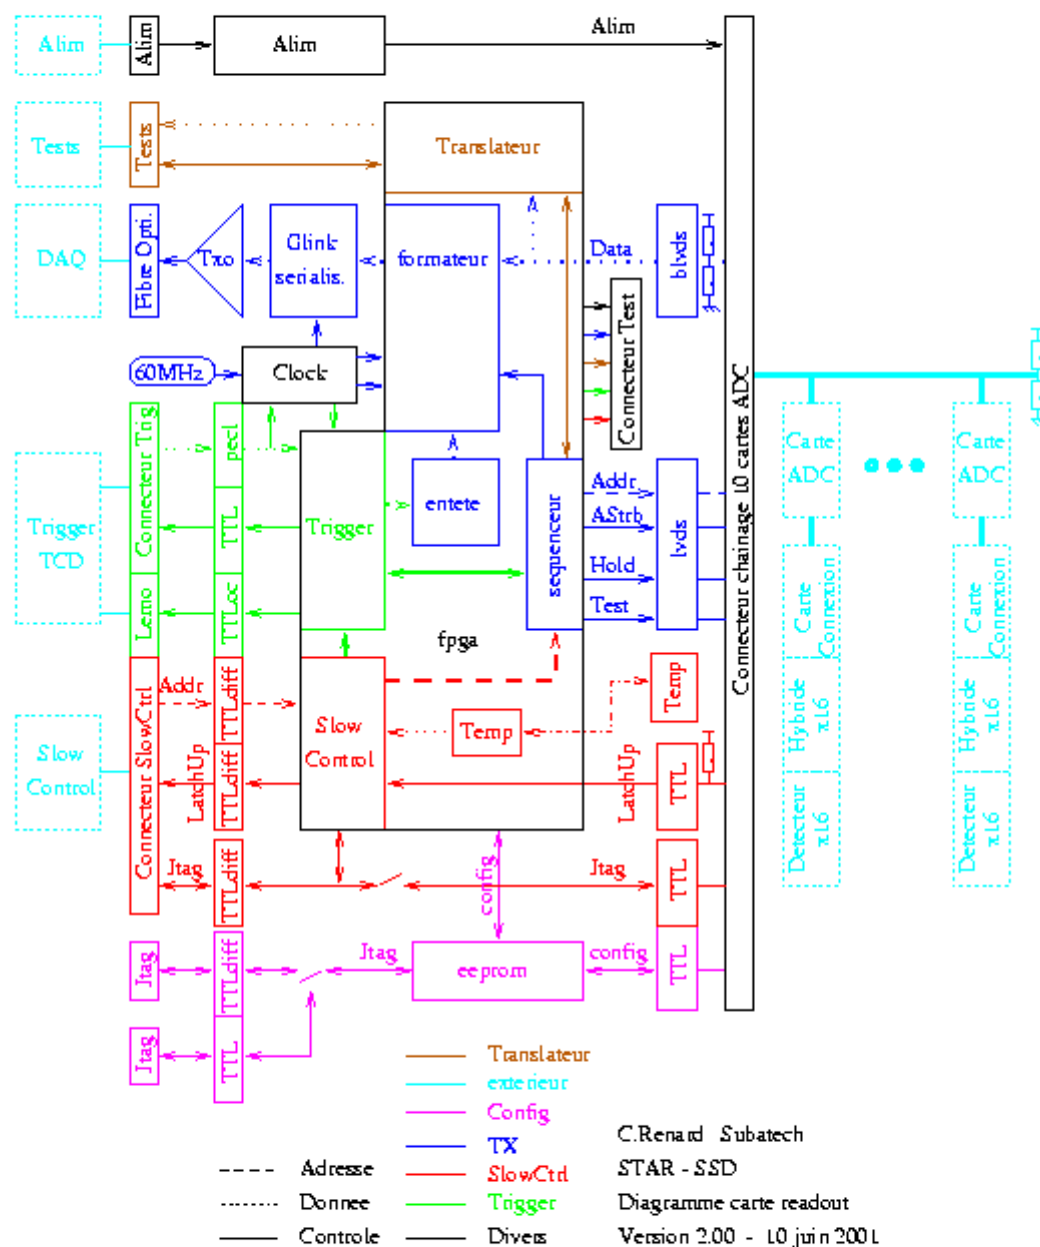 Alim
Alim
Alim
Alim
Tests
Tests
Translateur
DAQ
Fibre Opti.
Txo
Glink
serialis.
formateur
Data
blvds
Connecteur Test
60MHz
Clock
Connecteur chainage 10 cartes ADC
Connecteur Trig
pecl
Trigger
TCD
TTL
Trigger
entete
sequenceur
Addr
AStrb
Hold
Test
lvds
Carte
ADC
Carte
ADC
Carte
Connexion
Carte
Connexion
Lemo
TTLoc
fpga
Slow
Control
Connecteur SlowCtrl
Addr
TTLdiff
Slow
Control
Temp
Temp
Hybride
x16
Hybride
x16
LatchUp
TTLdiff
LatchUp
TTL
Detecteur
x16
Detecteur
x16
Jtag
TTLdiff
config
Jtag
TTL
Jtag
TTLdiff
Jtag
eeprom
config
TTL
Jtag
TTL
Translateur
exterieur
Config
TX
SlowCtrl
Trigger
Divers
Adresse
Donnee
Controle
C.Renard Subatech
STAR - SSD
Diagramme carte readout
Version 2.00 - 10 juin 2001